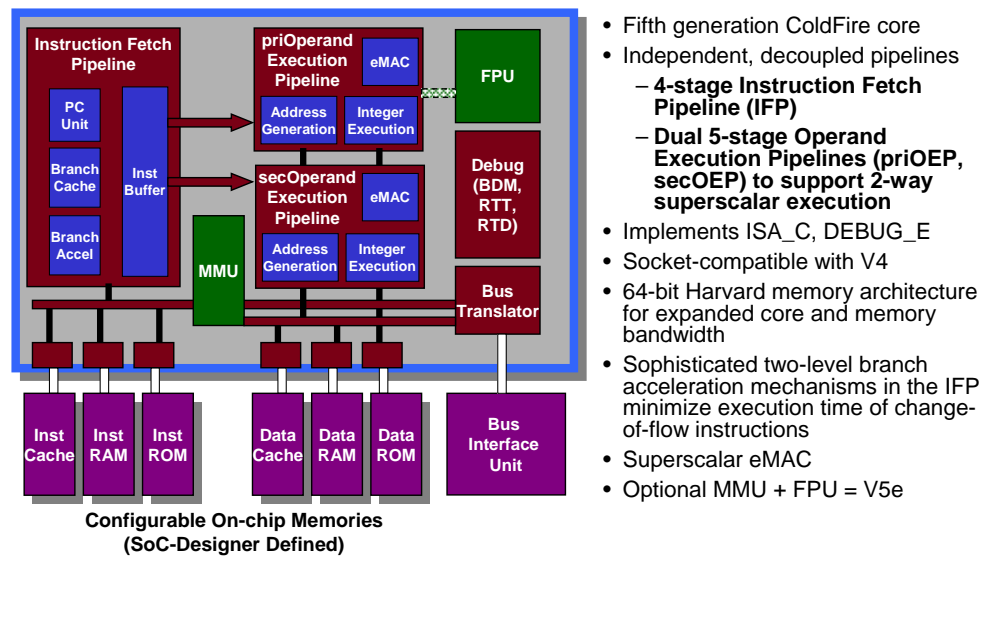 Instruction Fetch
Pipeline
PC
Unit
Branch
Cache
Branch
Accel
Inst
Buffer
priOperand
Execution
Pipeline
eMAC
Address
Generation
Integer
Execution
secOperand
Execution
Pipeline
eMAC
Address
Generation
Integer
Execution
MMU
FPU
Debug
(BDM,
RTT,
RTD)
Bus
Translator
Inst
Cache
Inst
RAM
Inst
ROM
Data
Cache
Data
RAM
Data
ROM
Bus
Interface
Unit
Configurable On-chip Memories
(SoC-Designer Defined)
• Fifth generation ColdFire core
• Independent, decoupled pipelines
– 4-stage Instruction Fetch
Pipeline (IFP)
– Dual 5-stage Operand
Execution Pipelines (priOEP,
secOEP) to support 2-way
superscalar execution
• Implements ISA_C, DEBUG_E
• Socket-compatible with V4
• 64-bit Harvard memory architecture
for expanded core and memory
bandwidth
• Sophisticated two-level branch
acceleration mechanisms in the IFP
minimize execution time of change-
of-flow instructions
• Superscalar eMAC
• Optional MMU + FPU = V5e